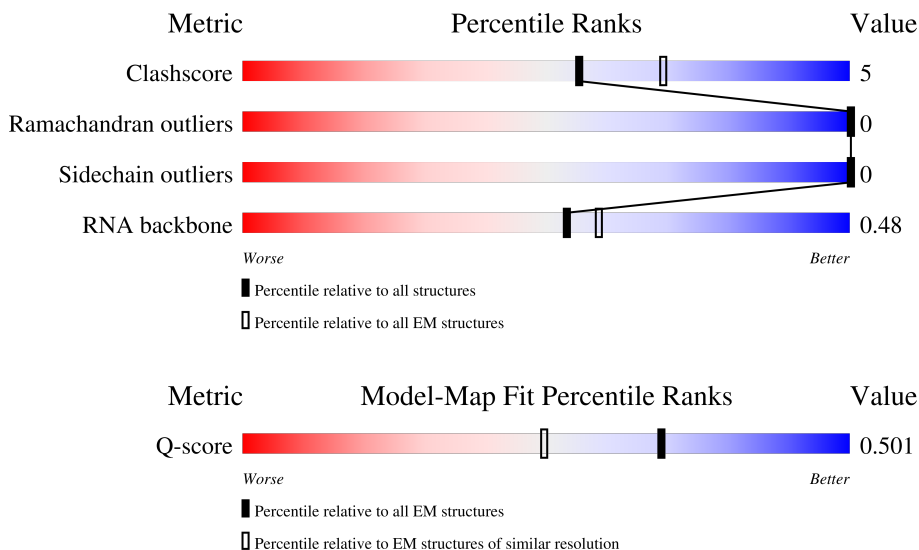 Metric Percentile Ranks Value
Clashscore 5
Ramachandran outliers 0
Sidechain outliers 0
RNA backbone 0.48
Worse Better
Percentile relative to all structures
Percentile relative to all EM structures
Metric Model-Map Fit Percentile Ranks Value
Q-score 0.501
Worse Better
Percentile relative to all EM structures
Percentile relative to EM structures of similar resolution